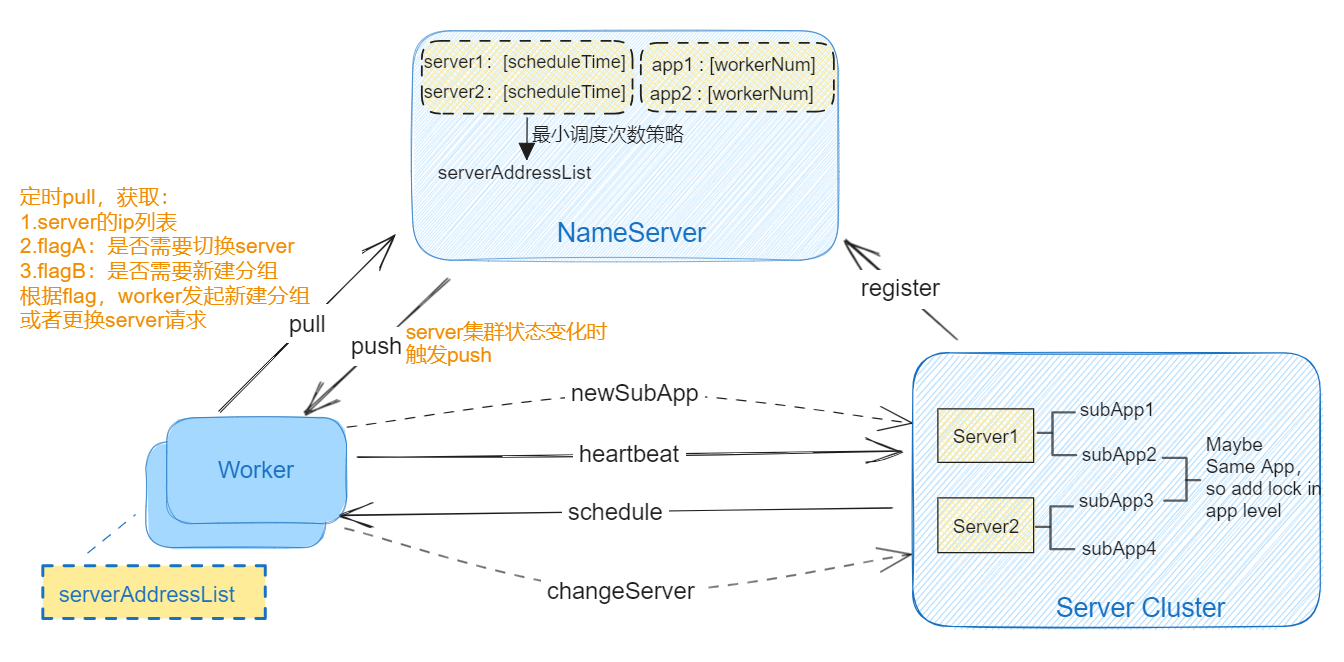 server1：[scheduleTime]
server2：[scheduleTime]
app1 : [workerNum]
app2 : [workerNum]
最小调度次数策略
serverAddressList
NameServer
定时pull，获取：
1.server的ip列表
2.flagA：是否需要切换server
3.flagB：是否需要新建分组
根据flag，worker发起新建分组
或者更换server请求
pull
push
server集群状态变化时
触发push
register
newSubApp
heartbeat
schedule
changeServer
Worker
serverAddressList
Server1
subApp1
subApp2
Server2
subApp3
subApp4
Maybe
Same App，
so add lock in
app level
Server Cluster